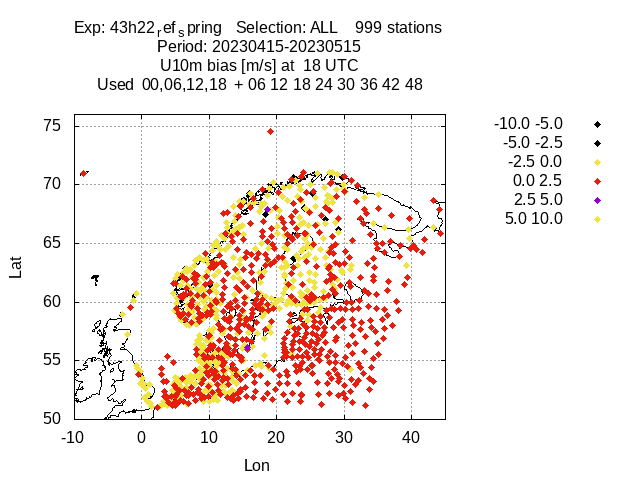 Exp: 43h22refspring Selection: ALL 999 stations
Period: 20230415-20230515
U10m bias [m/s] at 18 UTC
Used 00,06,12,18 + 06 12 18 24 30 36 42 48
-10.0 -5.0
-5.0 -2.5
-2.5 0.0
0.0 2.5
2.5 5.0
5.0 10.0
75
70
65
60
55
50
Lat
-10 0 10 20 30 40
Lon